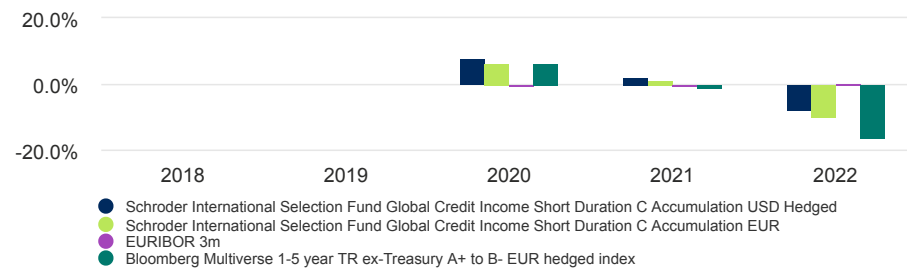 20.0%
0.0%
-20.0%
2018 2019 2020 2021 2022
Schroder International Selection Fund Global Credit Income Short Duration C Accumulation USD Hedged
Schroder International Selection Fund Global Credit Income Short Duration C Accumulation EUR
EURIBOR 3m
Bloomberg Multiverse 1-5 year TR ex-Treasury A+ to B- EUR hedged index